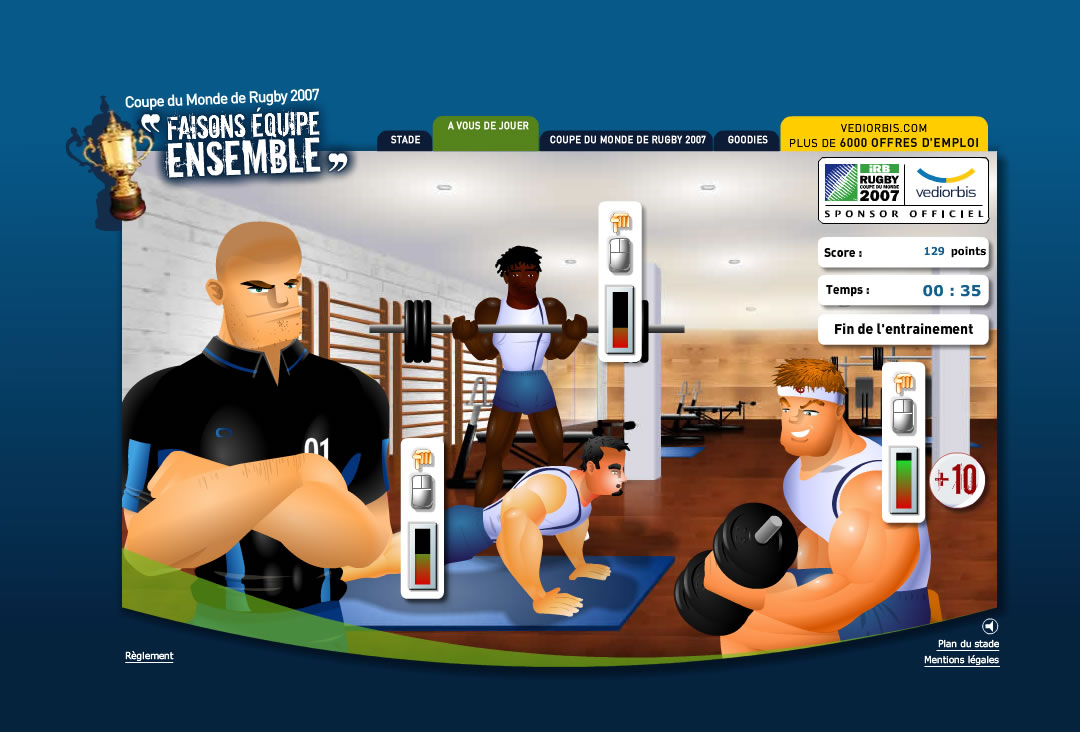 Coupe du Monde de Rugby 2007
❝ FAISONS ÉQUIPE
ENSEMBLE ❞
STADE
A VOUS DE JOUER
COUPE DU MONDE DE RUGBY 2007
GOODIES
VEDIORBIS.COM
PLUS DE 6000 OFFRES D'EMPLOI
iRB
RUGBY
COUPE DU MONDE
2007
vediorbis
SPONSOR OFFICIEL
Score : 129 points
Temps : 00 : 35
Fin de l'entrainement
01
+10
Règlement
Plan du stade
Mentions légales